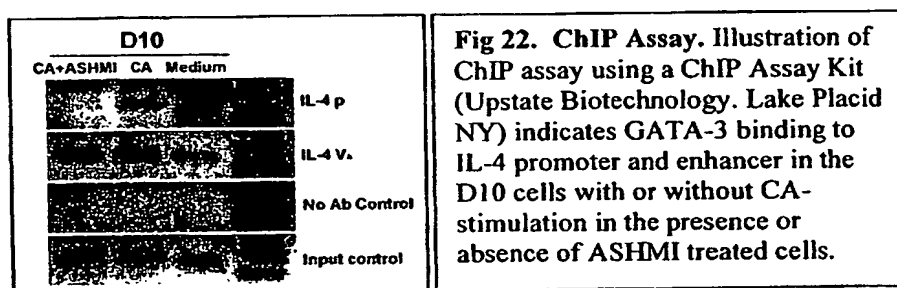 D10
CA+ASHMI CA Medium
IL-4 p
IL-4 VA
No Ab Control
Input control
Fig 22. ChIP Assay. Illustration of
ChIP assay using a ChIP Assay Kit
(Upstate Biotechnology. Lake Placid
NY) indicates GATA-3 binding to
IL-4 promoter and enhancer in the
D10 cells with or without CA-
stimulation in the presence or
absence of ASHMI treated cells.